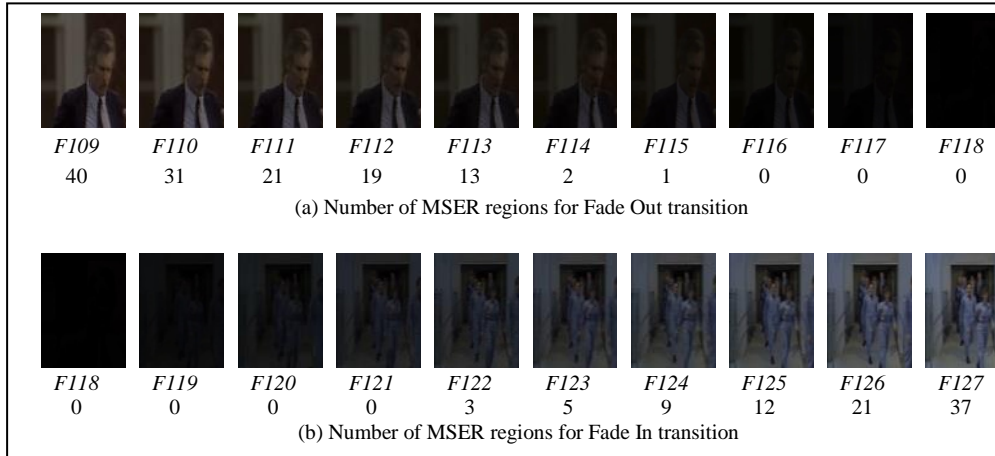 F109 F110 F111 F112 F113 F114 F115 F116 F117 F118
40 31 21 19 13 2 1 0 0 0
(a) Number of MSER regions for Fade Out transition
F118 F119 F120 F121 F122 F123 F124 F125 F126 F127
0 0 0 0 3 5 9 12 21 37
(b) Number of MSER regions for Fade In transition